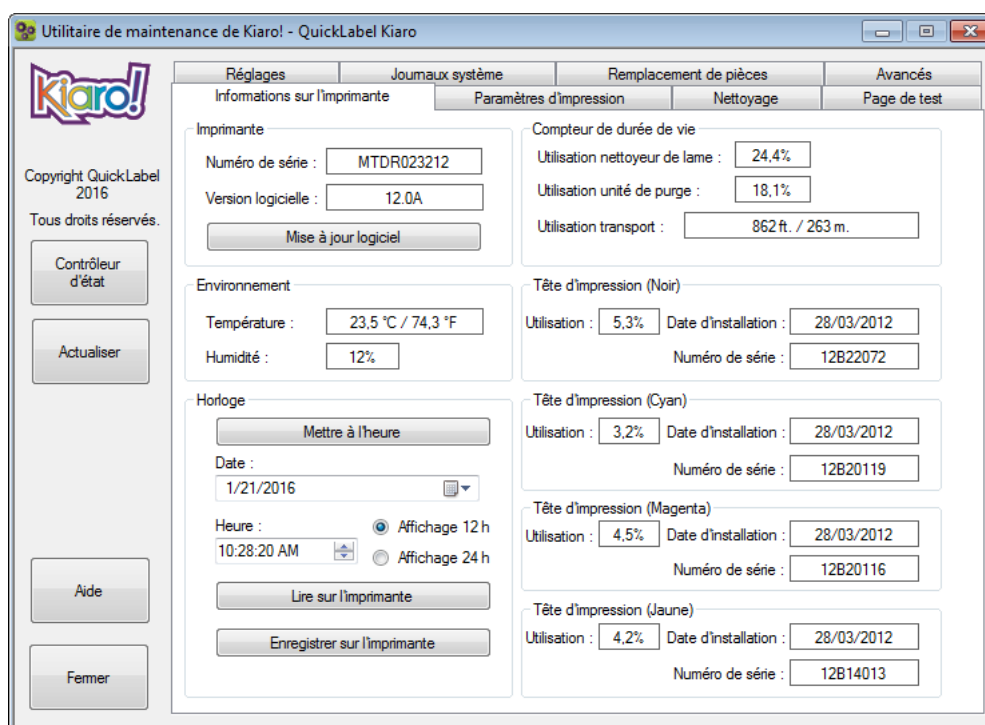 Utilitaire de maintenance de Kiaro! - QuickLabel Kiaro
Kiaro!
Copyright QuickLabel
2016
Tous droits réservés.
Contrôleur
d'état
Actualiser
Aide
Fermer
Réglages Journaux système Remplacement de pièces Avancés
Informations sur l'imprimante Paramètres d'impression Nettoyage Page de test
Imprimante
Numéro de série : MTDR023212
Version logicielle : 12.0A
Mise à jour logiciel
Environnement
Température : 23,5 °C / 74,3 °F
Humidité : 12%
Horloge
Mettre à l'heure
Date :
1/21/2016
Heure : Affichage 12 h
10:28:20 AM Affichage 24 h
Lire sur l'imprimante
Enregistrer sur l'imprimante
Compteur de durée de vie
Utilisation nettoyeur de lame : 24,4%
Utilisation unité de purge : 18,1%
Utilisation transport : 862 ft. / 263 m.
Tête d'impression (Noir)
Utilisation : 5,3% Date d'installation : 28/03/2012
Numéro de série : 12B22072
Tête d'impression (Cyan)
Utilisation : 3,2% Date d'installation : 28/03/2012
Numéro de série : 12B20119
Tête d'impression (Magenta)
Utilisation : 4,5% Date d'installation : 28/03/2012
Numéro de série : 12B20116
Tête d'impression (Jaune)
Utilisation : 4,2% Date d'installation : 28/03/2012
Numéro de série : 12B14013